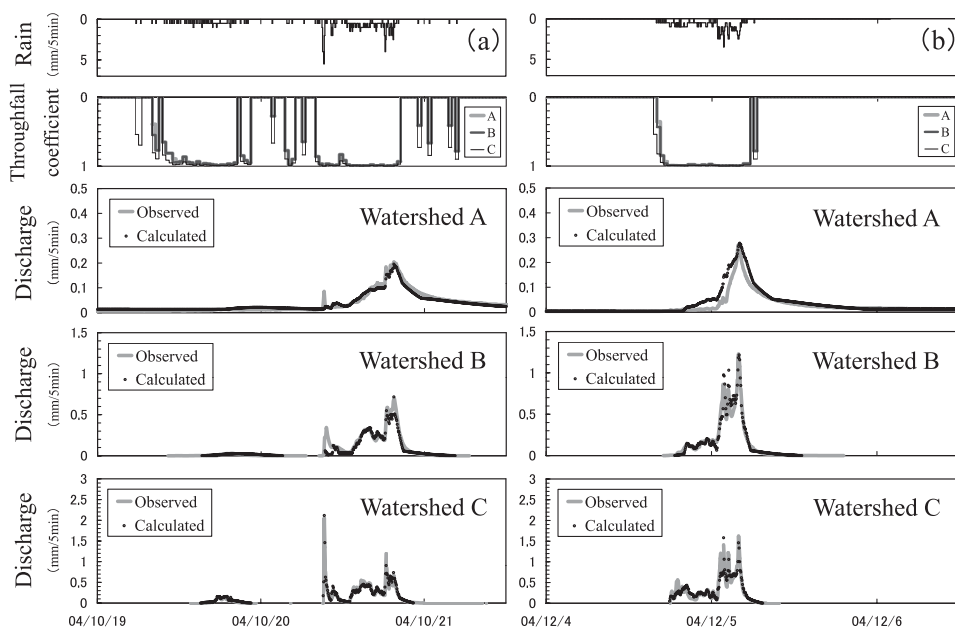 Rain
(mm/5min)
0
5
(a)
0
(b)
Throughfall
coefficient
0
1
A
B
C
0
1
A
B
C
Discharge
(mm/5min)
0.5
0.4
0.3
0.2
0.1
0
Observed
Calculated
Watershed A
0.5
0.4
0.3
0.2
0.1
0
Observed
Calculated
Watershed A
Discharge
(mm/5min)
1.5
1
0.5
0
Observed
Calculated
Watershed B
1.5
1
0.5
0
Observed
Calculated
Watershed B
Discharge
(mm/5min)
3
2.5
2
1.5
1
0.5
0
Observed
Calculated
Watershed C
3
2.5
2
1.5
1
0.5
0
Observed
Calculated
Watershed C
04/10/19 04/10/20 04/10/21
04/12/4 04/12/5 04/12/6